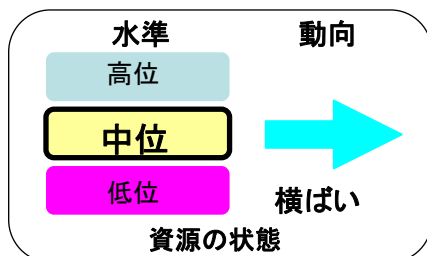 水準 動向
高位
中位
低位
横ばい
資源の状態